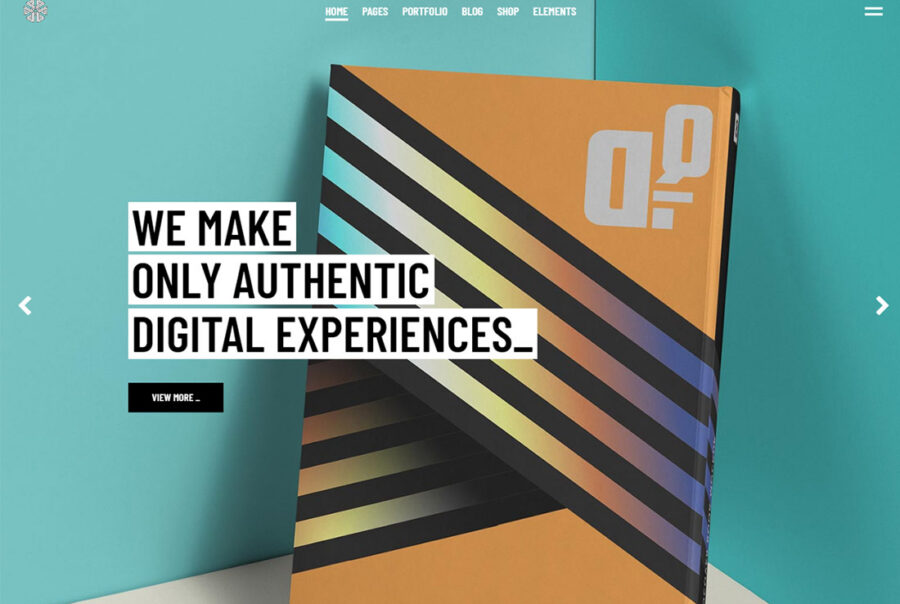 HOME PAGES PORTFOLIO BLOG SHOP ELEMENTS
WE MAKE
ONLY AUTHENTIC
DIGITAL EXPERIENCES_
VIEW MORE _